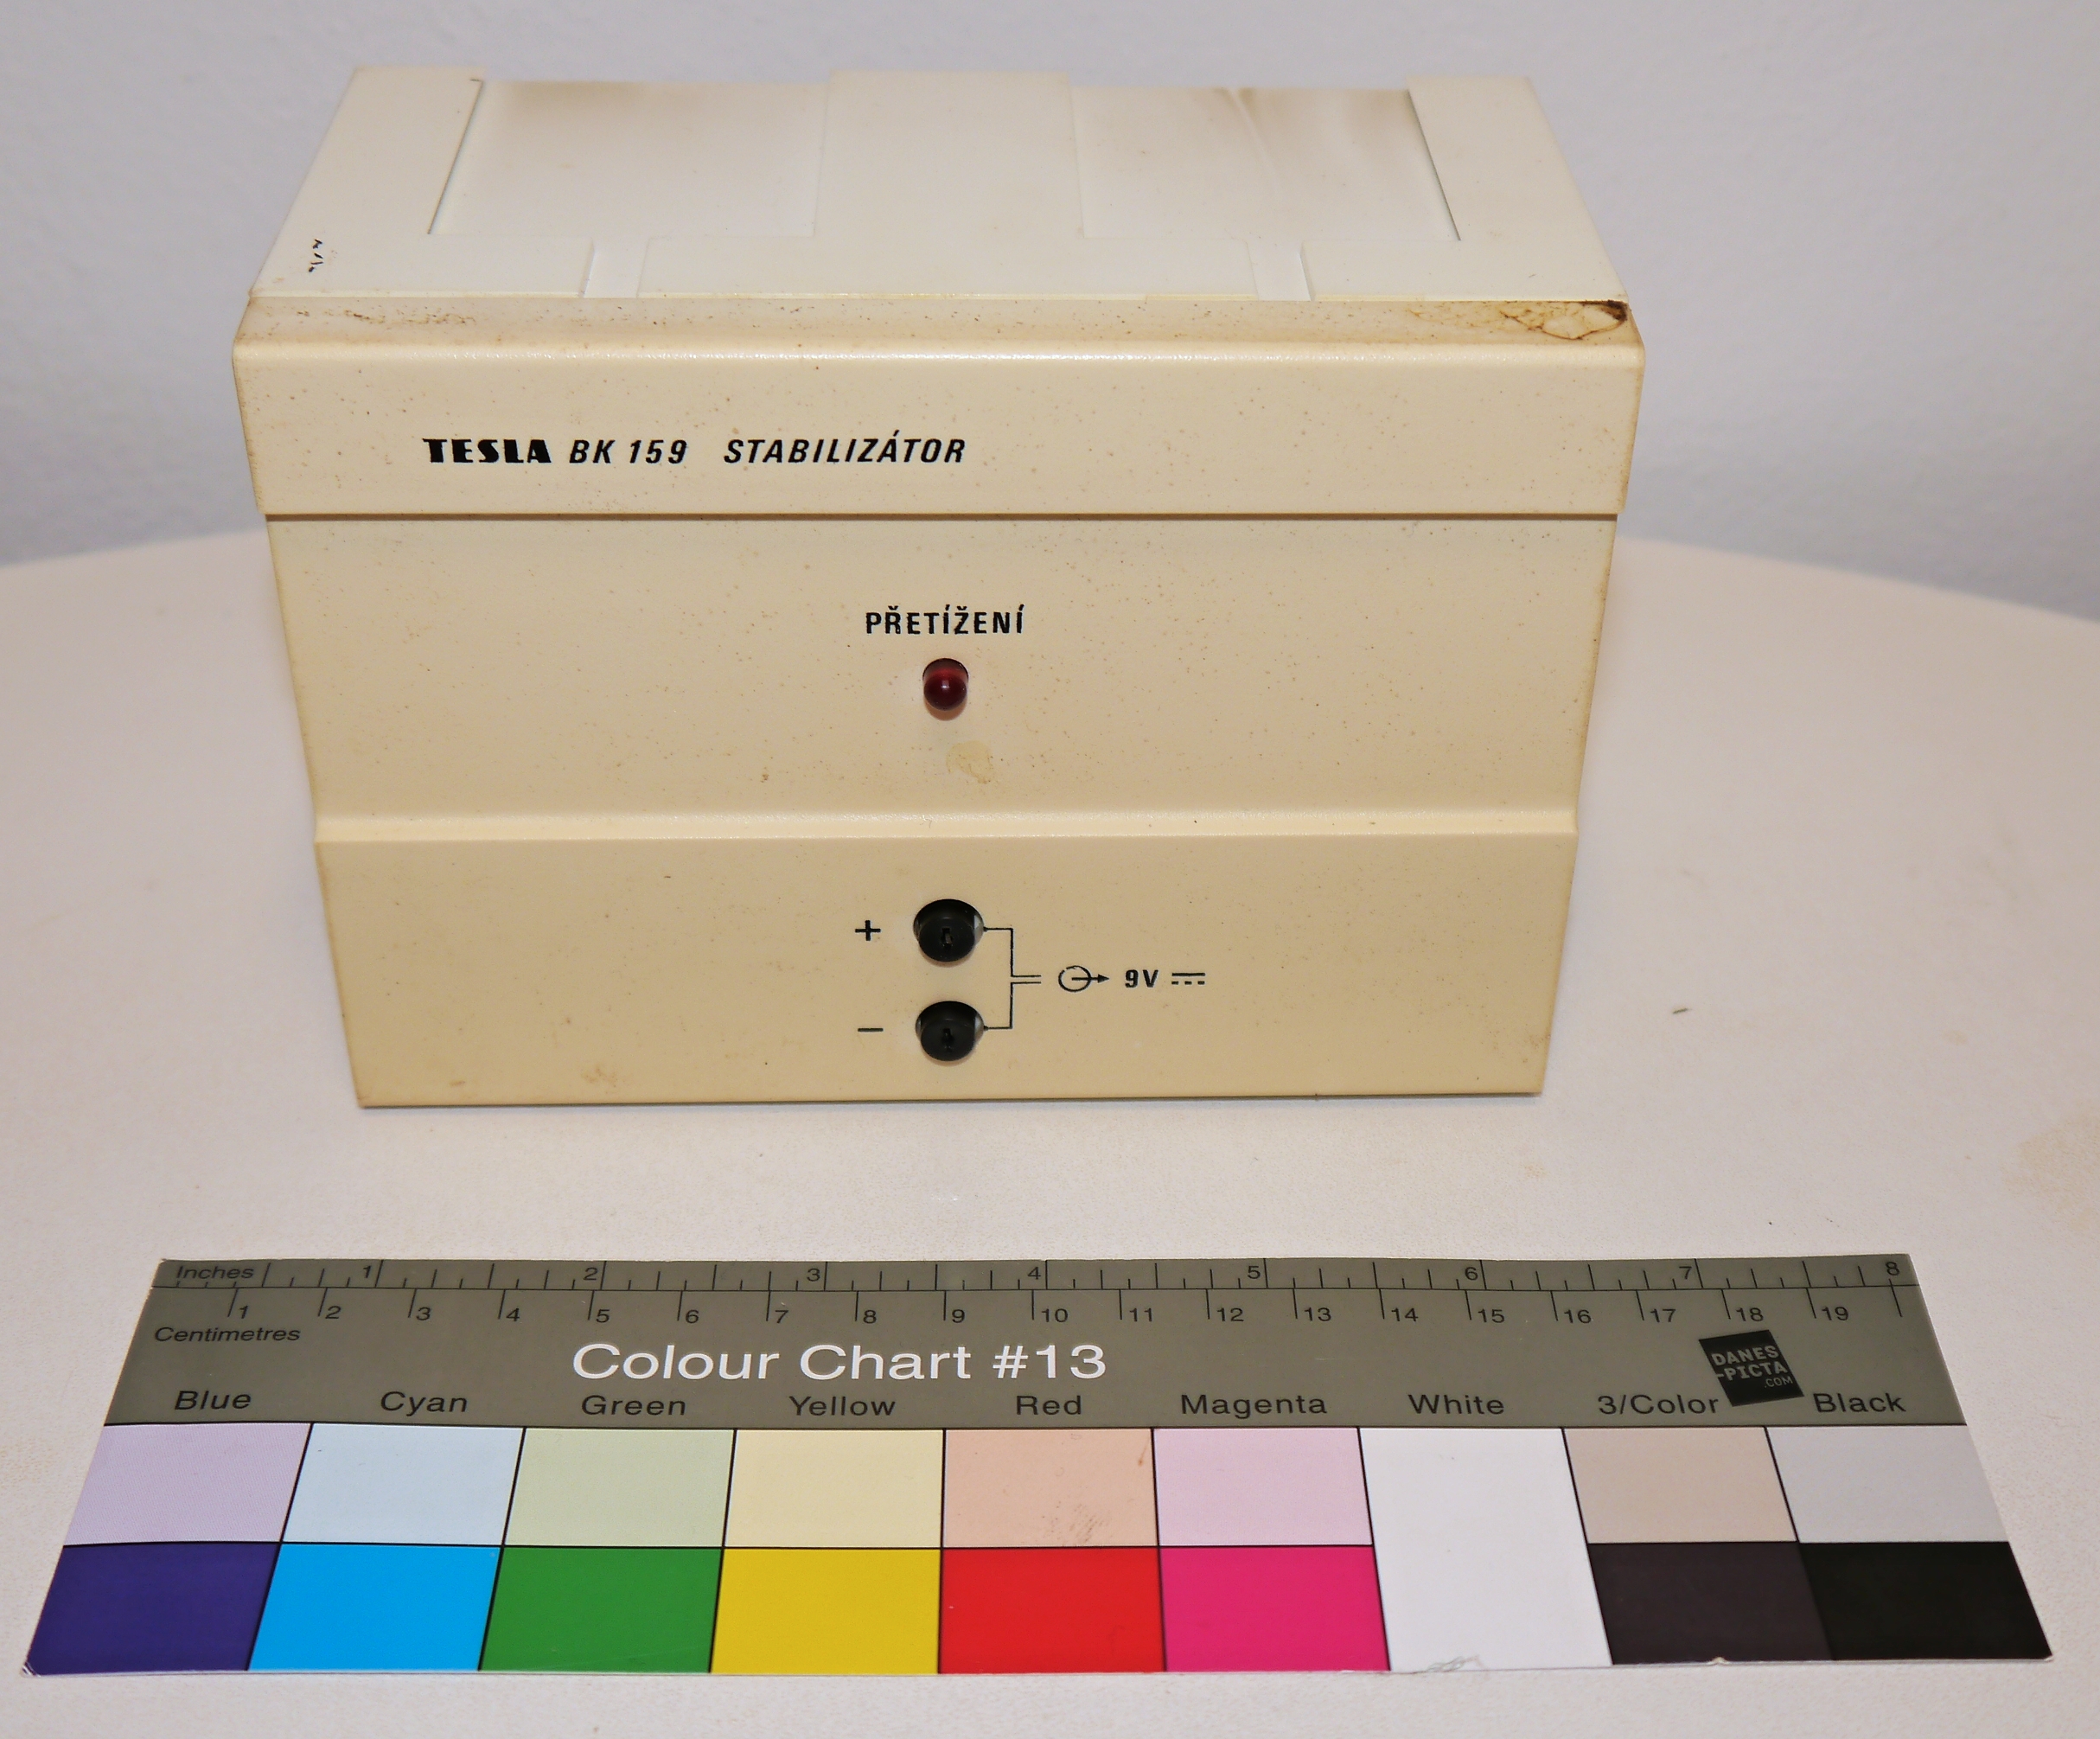 TESLA BK 159 STABILIZÁTOR
PŘETÍŽENÍ
+
9V
−
Inches 1 2 3 4 5 6 7 8
1 2 3 4 5 6 7 8 9 10 11 12 13 14 15 16 17 18 19
Centimetres
Colour Chart #13
DANES
-PICTA
.COM
Blue Cyan Green Yellow Red Magenta White 3/Color Black